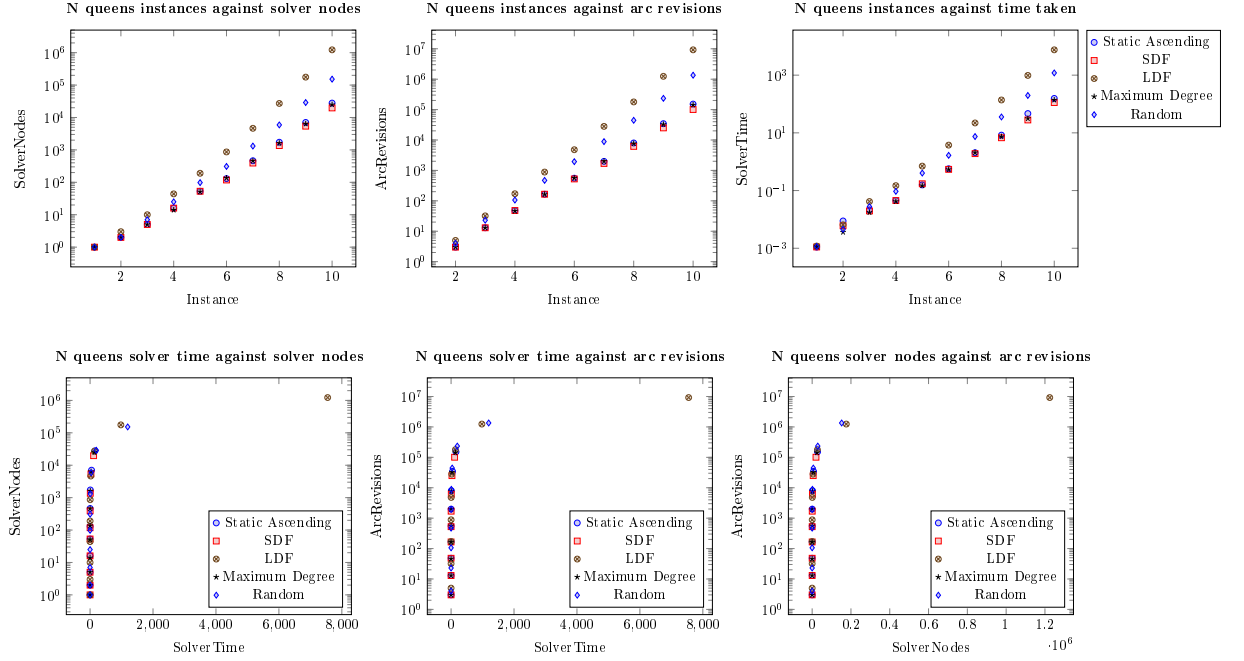 N queens instances against solver nodes
10^6
10^5
10^4
10^3
10^2
10^1
10^0
2
4
6
8
10
SolverNodes
Instance
N queens instances against arc revisions
10^7
10^6
10^5
10^4
10^3
10^2
10^1
10^0
2
4
6
8
10
ArcRevisions
Instance
N queens instances against time taken
10^3
10^1
10^−1
10^−3
2
4
6
8
10
SolverTime
Instance
Static Ascending
SDF
LDF
Maximum Degree
Random
N queens solver time against solver nodes
10^6
10^5
10^4
10^3
10^2
10^1
10^0
0
2,000
4,000
6,000
8,000
SolverNodes
SolverTime
Static Ascending
SDF
LDF
Maximum Degree
Random
N queens solver time against arc revisions
10^7
10^6
10^5
10^4
10^3
10^2
10^1
10^0
0
2,000
4,000
6,000
8,000
ArcRevisions
SolverTime
Static Ascending
SDF
LDF
Maximum Degree
Random
N queens solver nodes against arc revisions
10^7
10^6
10^5
10^4
10^3
10^2
10^1
10^0
0
0.2
0.4
0.6
0.8
1
1.2
·10^6
ArcRevisions
SolverNodes
Static Ascending
SDF
LDF
Maximum Degree
Random